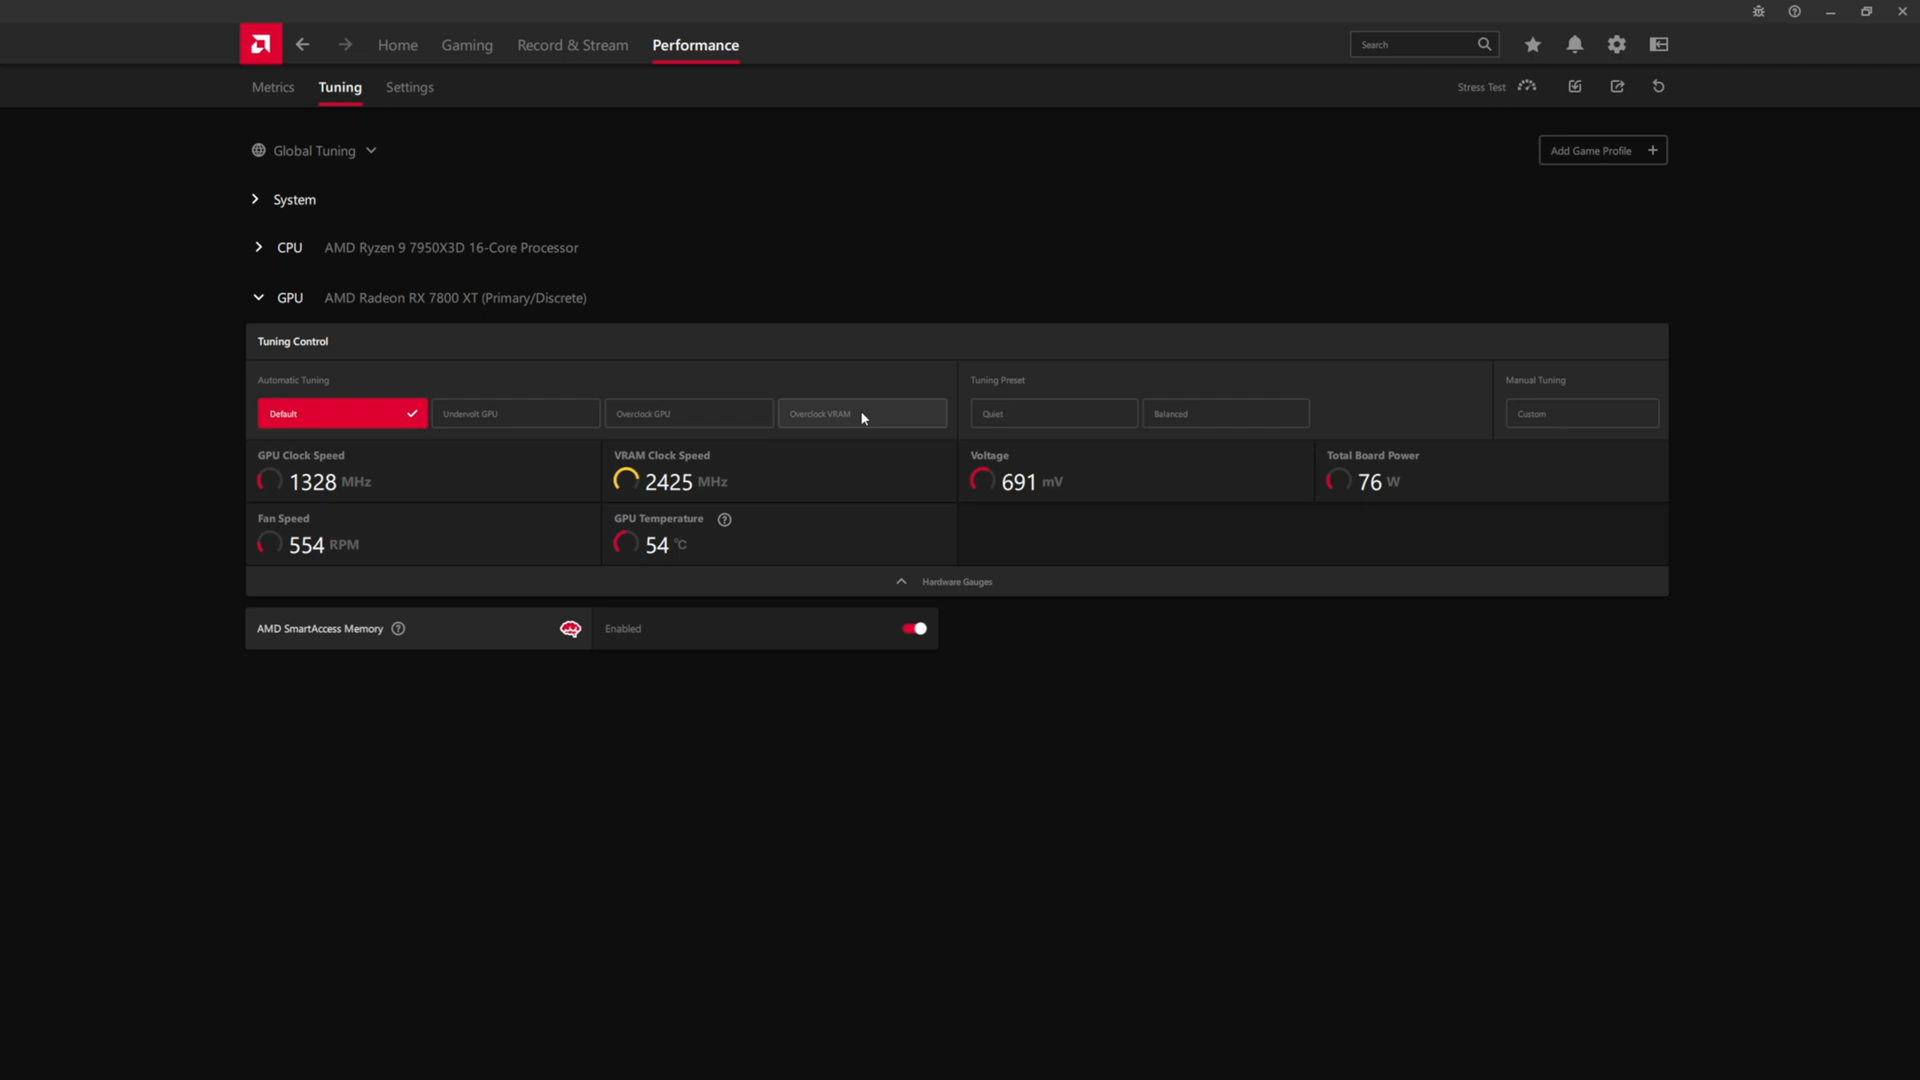 Home Gaming Record & Stream Performance Search
Metrics Tuning Settings Stress Test
Global Tuning Add Game Profile
System
CPU AMD Ryzen 9 7950X3D 16-Core Processor
GPU AMD Radeon RX 7800 XT (Primary/Discrete)
Tuning Control
Automatic Tuning Tuning Preset Manual Tuning
Default Undervolt GPU Overclock GPU Overclock VRAM Quiet Balanced Custom
GPU Clock Speed VRAM Clock Speed Voltage Total Board Power
1328 MHz 2425 MHz 691 mV 76 W
Fan Speed GPU Temperature
554 RPM 54 °C
Hardware Gauges
AMD SmartAccess Memory Enabled